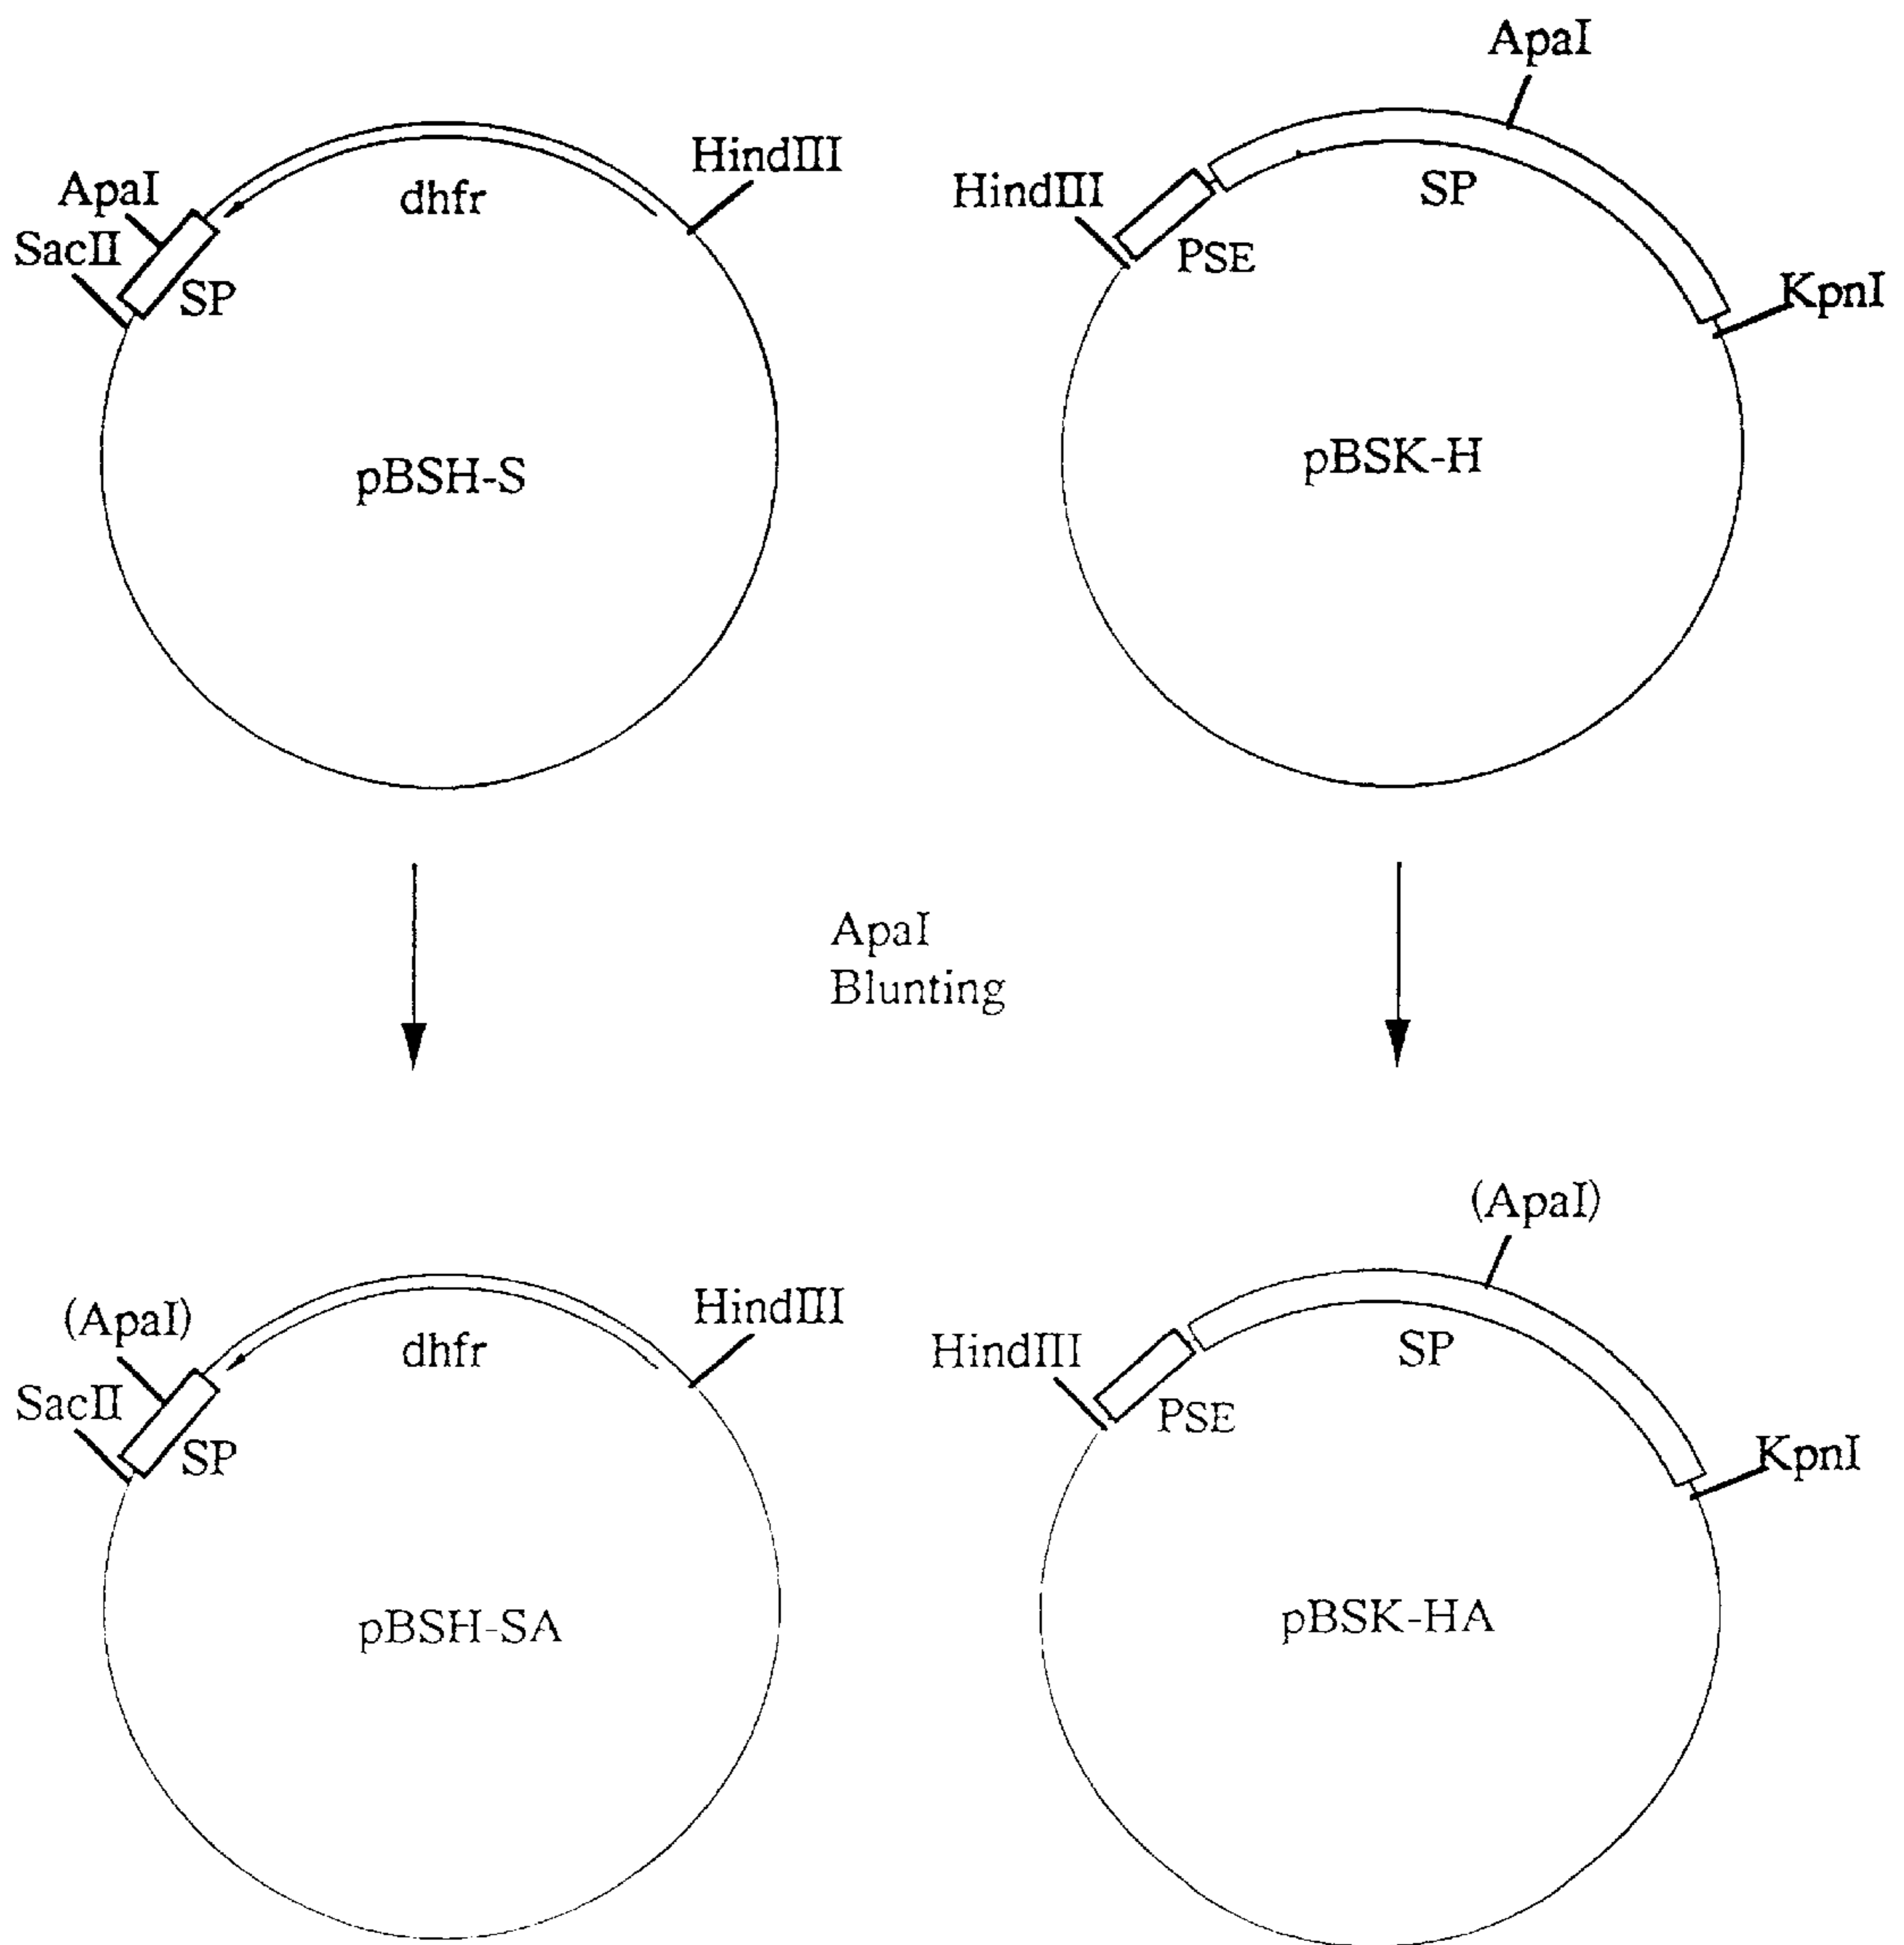 ApaI
HindIII
dhfr
ApaI
SacII
SP
pBSH-S
HindIII
SP
PSE
KpnI
pBSK-H
ApaI
Blunting
(ApaI)
HindIII
dhfr
(ApaI)
SacII
SP
pBSH-SA
HindIII
SP
PSE
KpnI
pBSK-HA